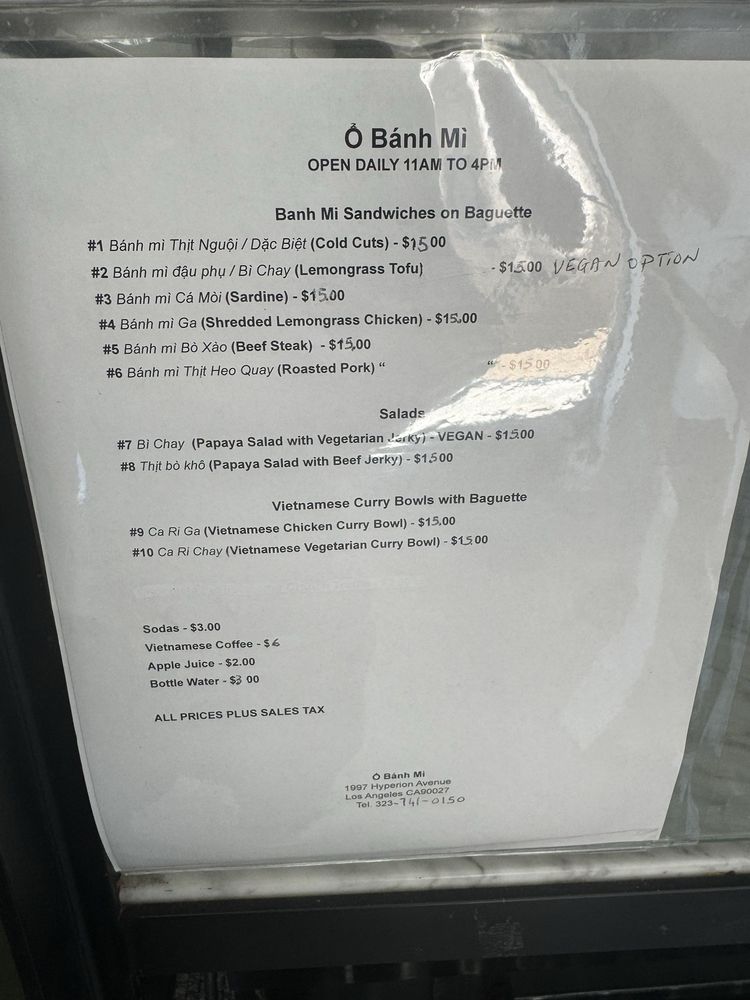 Ổ Bánh Mì
OPEN DAILY 11AM TO 4PM
Banh Mi Sandwiches on Baguette
#1 Bánh mì Thịt Nguội / Dặc Biệt (Cold Cuts) - $15 00
#2 Bánh mì đậu phụ / Bì Chay (Lemongrass Tofu) - $15.00 VEGAN OPTION
#3 Bánh mì Cá Mòi (Sardine) - $15.00
#4 Bánh mì Ga (Shredded Lemongrass Chicken) - $15.00
#5 Bánh mì Bò Xào (Beef Steak) - $15,00
#6 Bánh mì Thịt Heo Quay (Roasted Pork) “ “ - $15 00
Salads
#7 Bì Chay (Papaya Salad with Vegetarian Jerky) - VEGAN - $15.00
#8 Thịt bò khô (Papaya Salad with Beef Jerky) - $15 00
Vietnamese Curry Bowls with Baguette
#9 Ca Ri Ga (Vietnamese Chicken Curry Bowl) - $15.00
#10 Ca Ri Chay (Vietnamese Vegetarian Curry Bowl) - $15.00
Sodas - $3.00
Vietnamese Coffee - $6
Apple Juice - $2.00
Bottle Water - $3 00
ALL PRICES PLUS SALES TAX
Ổ Bánh Mì
1997 Hyperion Avenue
Los Angeles CA90027
Tel. 323-741-0150